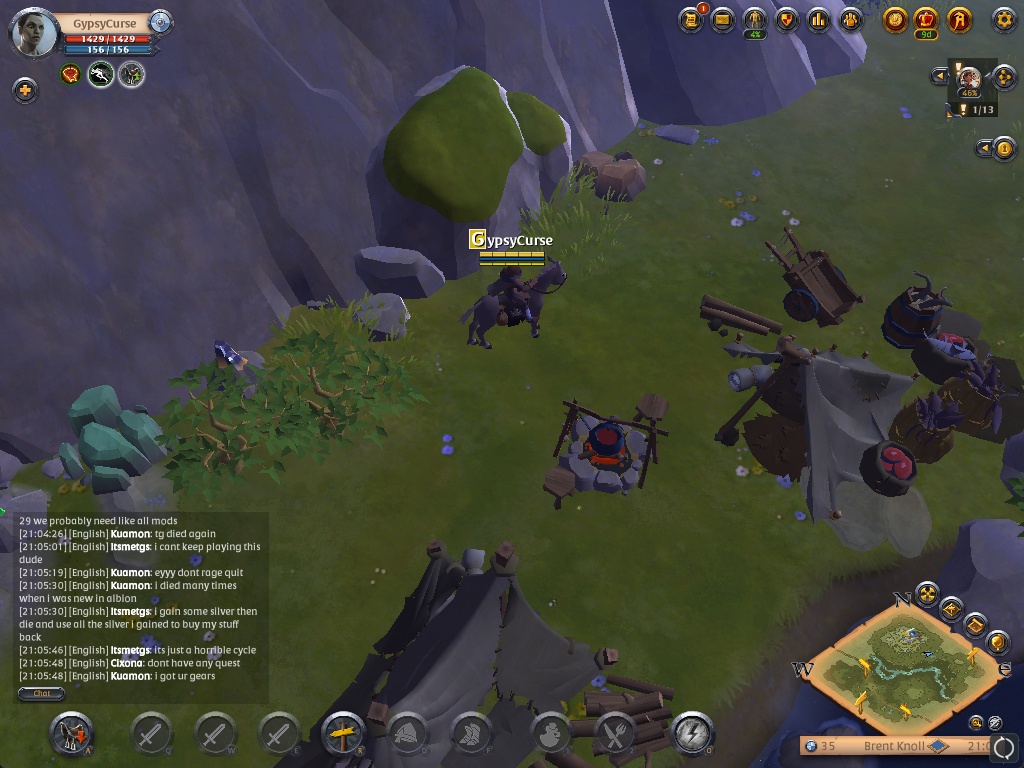 GypsyCurse
1429 / 1429
156 / 156
1
4%
9d
46%
1/13
1
GypsyCurse
29 we probably need like all mods
[21:04:26] [English] Kuamon: tg died again
[21:05:01] [English] Itsmetgs: i cant keep playing this
dude
[21:05:19] [English] Kuamon: eyyy dont rage quit
[21:05:30] [English] Kuamon: i died many times
when i was new in albion
[21:05:30] [English] Itsmetgs: i gain some silver then
die and use all the silver i gained to buy my stuff
back
[21:05:46] [English] Itsmetgs: its just a horrible cycle
[21:05:48] [English] Cixona: dont have any quest
[21:05:48] [English] Kuamon: i got ur gears
Chat
N
W
E
A
Q
W
E
R
D
F
2
35
Brent Knoll